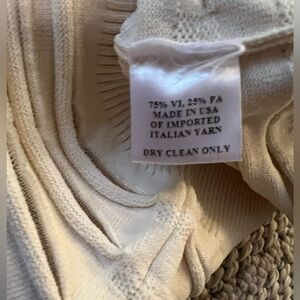 75% VI, 25% PA
MADE IN USA
OF IMPORTED
ITALIAN YARN
DRY CLEAN ONLY